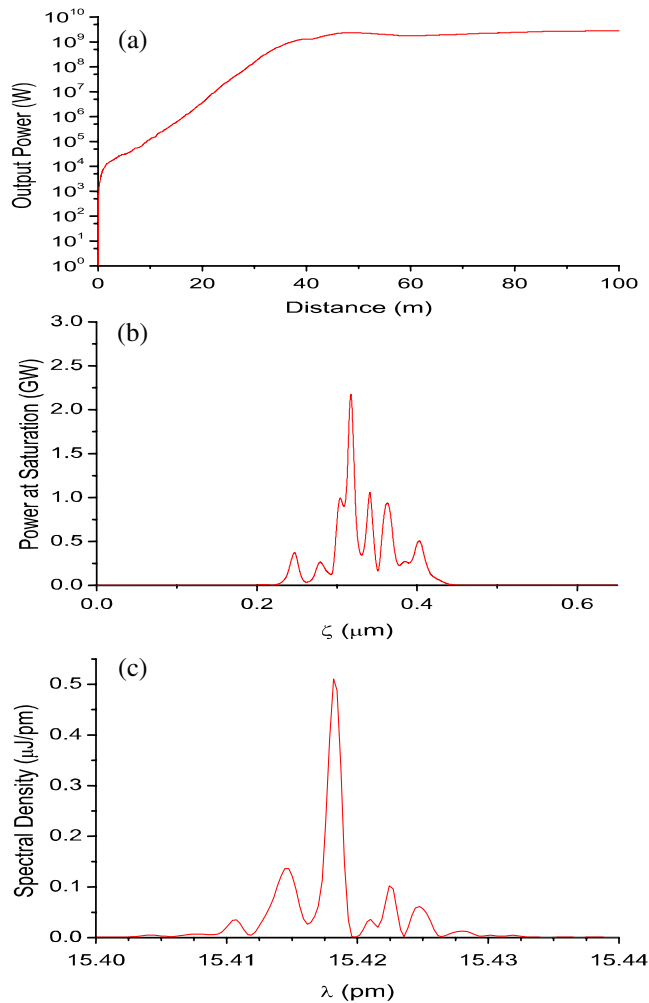 (a)
Output Power (W)
10^10
10^9
10^8
10^7
10^6
10^5
10^4
10^3
10^2
10^1
10^0
0 20 40 60 80 100
Distance (m)
(b)
Power at Saturation (GW)
3.0
2.5
2.0
1.5
1.0
0.5
0.0
0.0 0.2 0.4 0.6
ζ (μm)
(c)
Spectral Density (μJ/pm)
0.5
0.4
0.3
0.2
0.1
0.0
15.40 15.41 15.42 15.43 15.44
λ (pm)